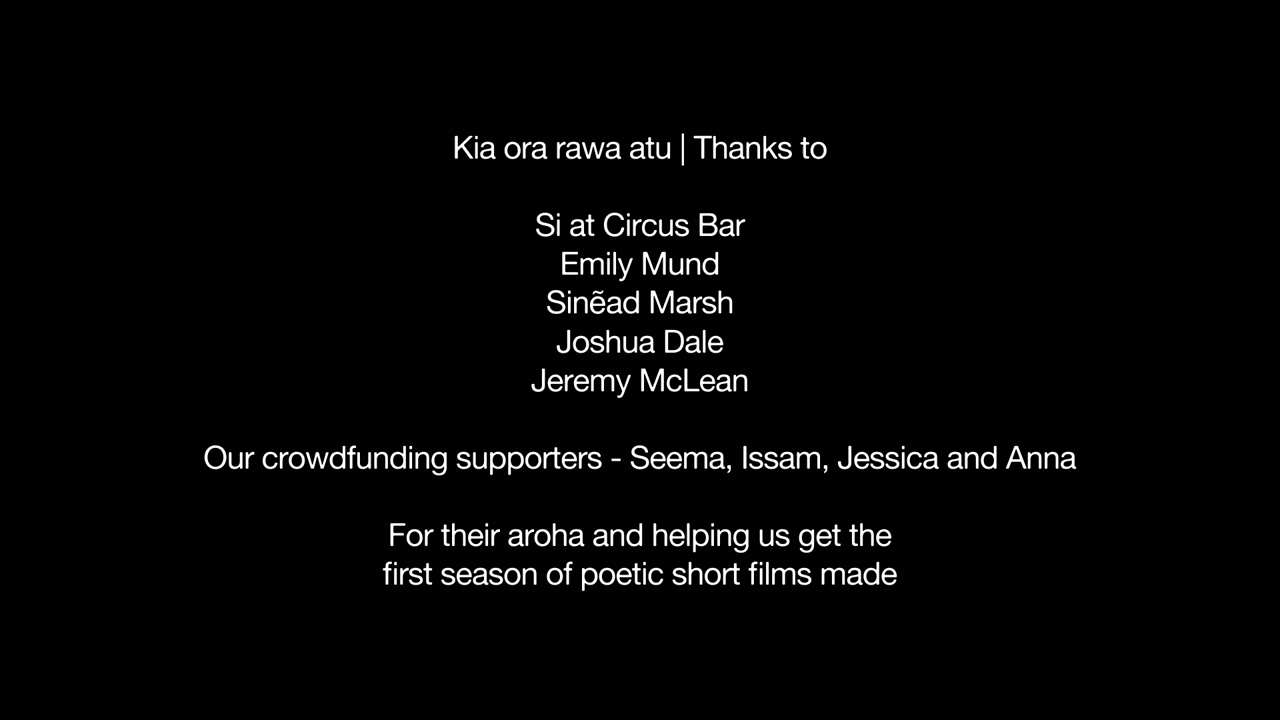 Kia ora rawa atu | Thanks to
Si at Circus Bar
Emily Mund
Sinẽad Marsh
Joshua Dale
Jeremy McLean
Our crowdfunding supporters - Seema, Issam, Jessica and Anna
For their aroha and helping us get the
first season of poetic short films made